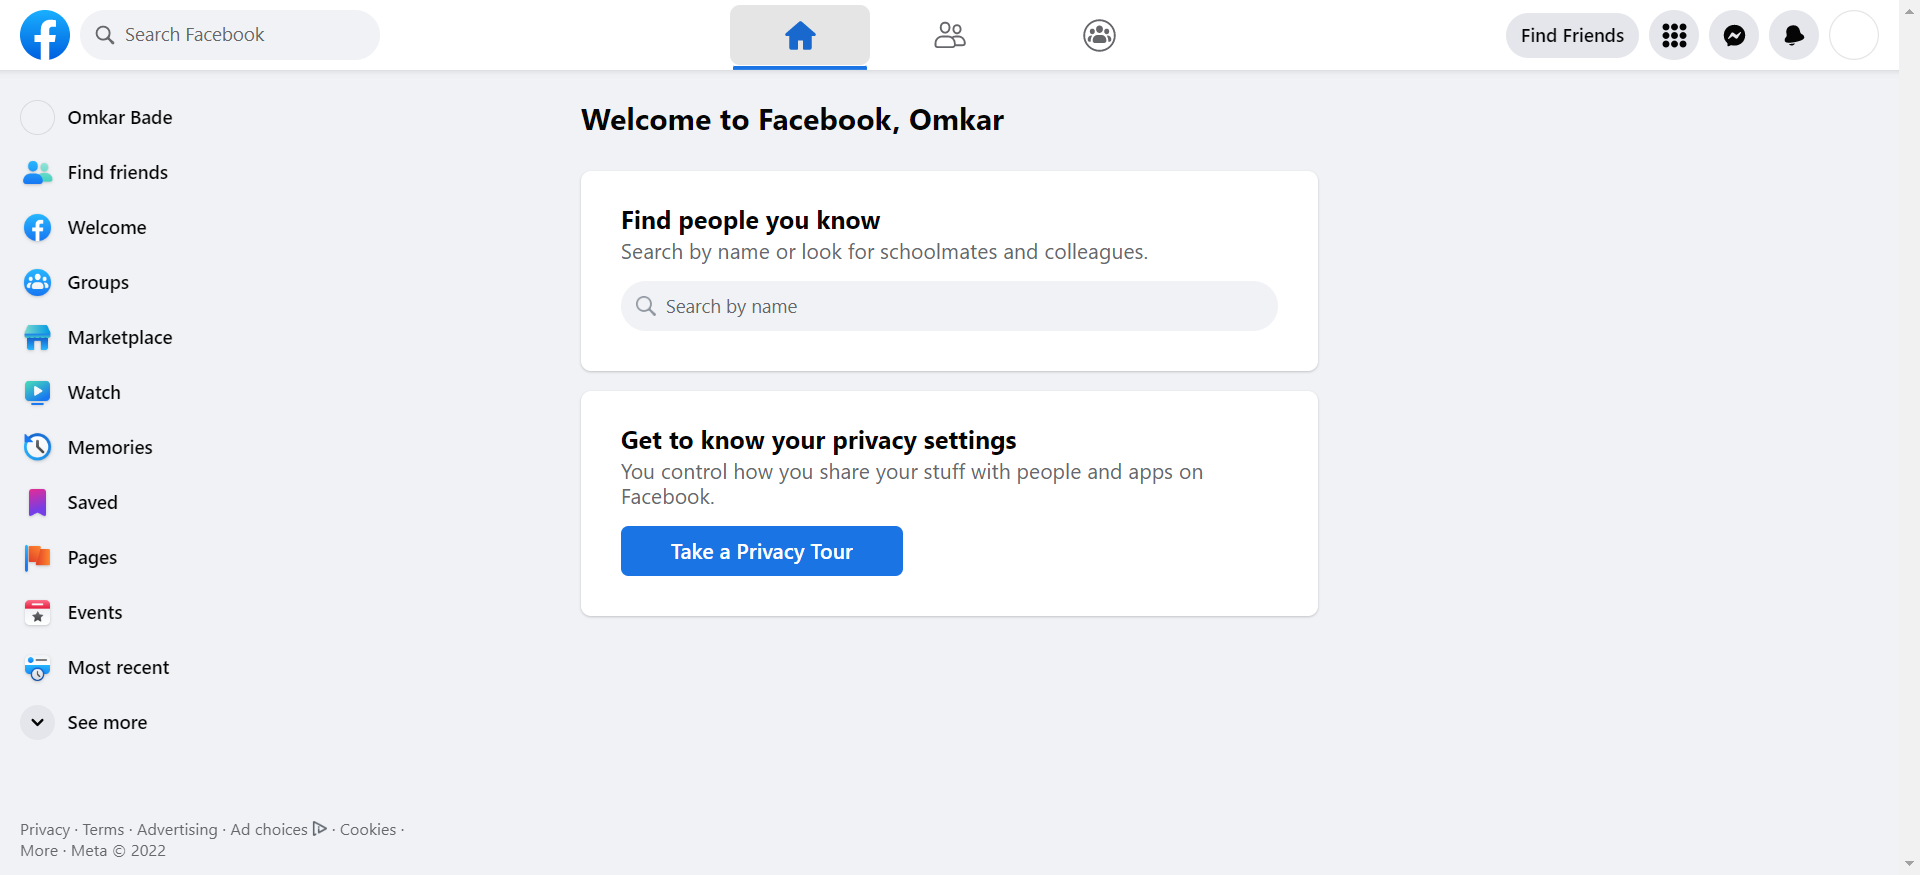 Search Facebook
Find Friends
Omkar Bade
Find friends
Welcome
Groups
Marketplace
Watch
Memories
Saved
Pages
Events
Most recent
See more
Privacy · Terms · Advertising · Ad choices · Cookies ·
More · Meta © 2022
Welcome to Facebook, Omkar
Find people you know
Search by name or look for schoolmates and colleagues.
Search by name
Get to know your privacy settings
You control how you share your stuff with people and apps on
Facebook.
Take a Privacy Tour